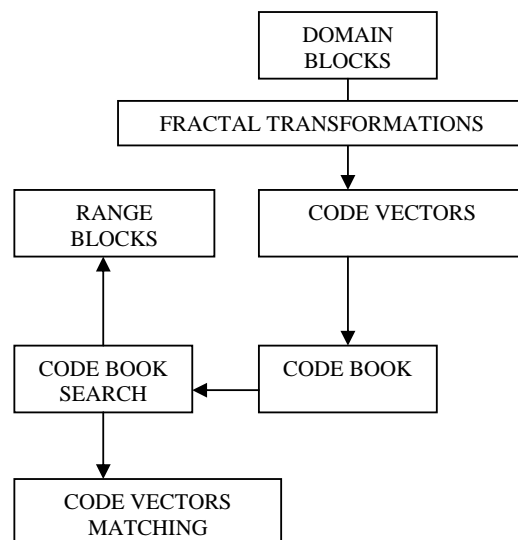 DOMAIN
BLOCKS
FRACTAL TRANSFORMATIONS
CODE VECTORS
RANGE
BLOCKS
CODE BOOK
CODE BOOK
SEARCH
CODE VECTORS
MATCHING